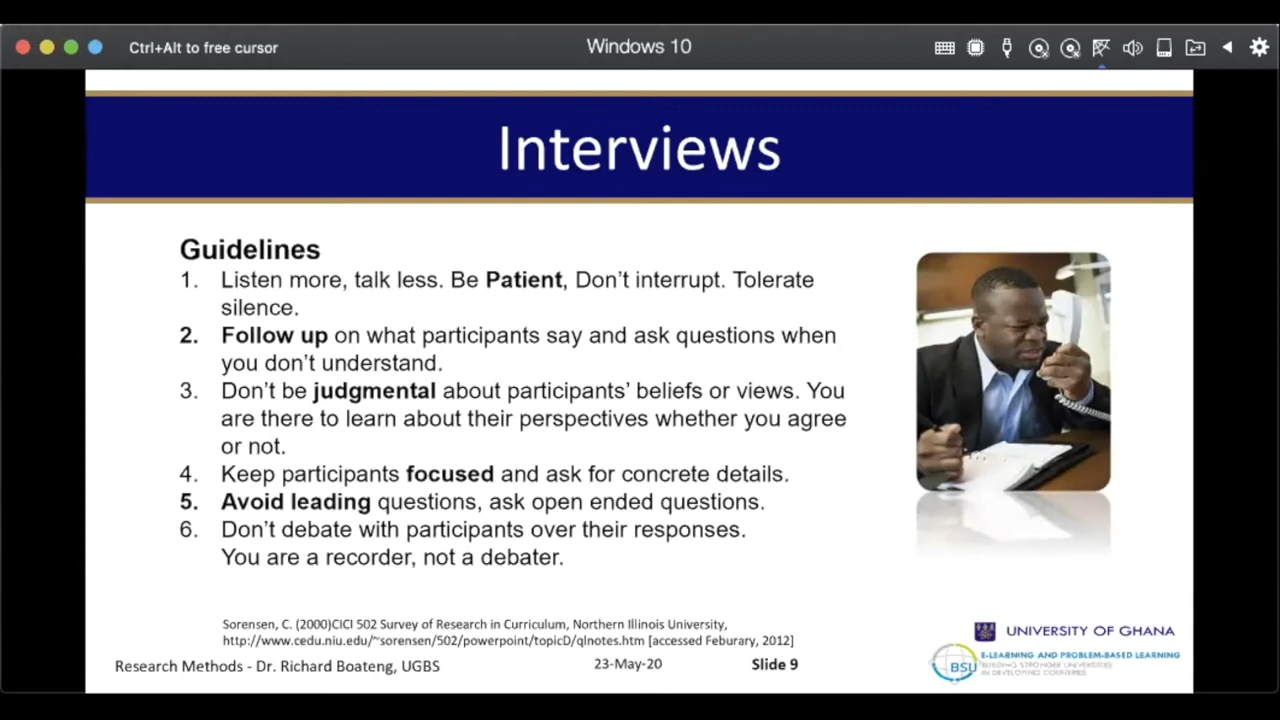 Ctrl+Alt to free cursor
Windows 10
Interviews
Guidelines
1. Listen more, talk less. Be Patient, Don't interrupt. Tolerate
silence.
2. Follow up on what participants say and ask questions when
you don't understand.
3. Don't be judgmental about participants' beliefs or views. You
are there to learn about their perspectives whether you agree
or not.
4. Keep participants focused and ask for concrete details.
5. Avoid leading questions, ask open ended questions.
6. Don't debate with participants over their responses.
You are a recorder, not a debater.
Sorensen, C. (2000)CICI 502 Survey of Research in Curriculum, Northern Illinois University,
http://www.cedu.niu.edu/~sorensen/502/powerpoint/topicD/qlnotes.htm [accessed Feburary, 2012]
UNIVERSITY OF GHANA
BSU
E-LEARNING AND PROBLEM-BASED LEARNING
BUILDING STRONGER UNIVERSITIES
IN DEVELOPING COUNTRIES
Research Methods - Dr. Richard Boateng, UGBS
23-May-20
Slide 9